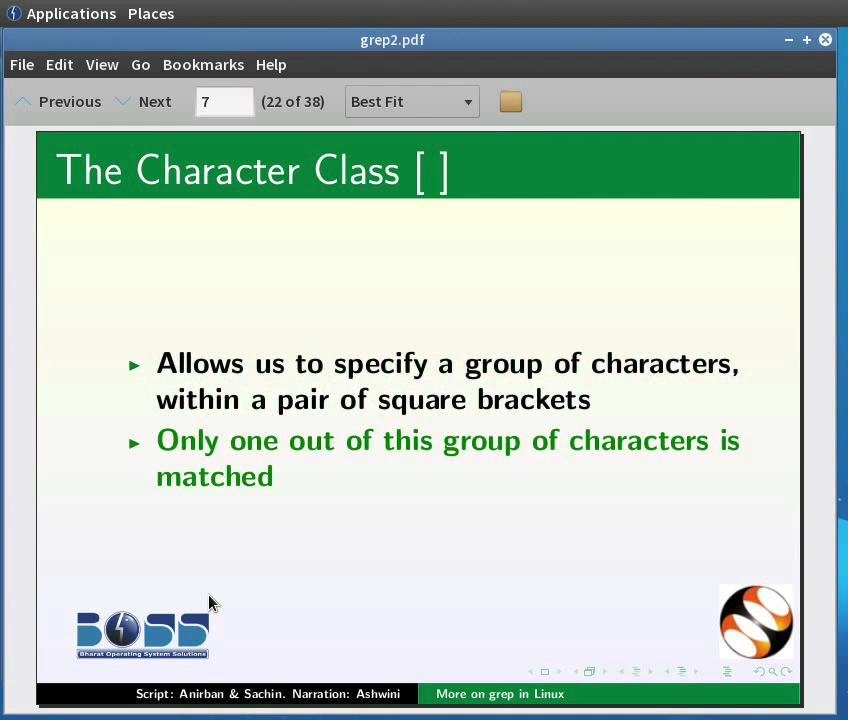 Applications Places
grep2.pdf
File Edit View Go Bookmarks Help
Previous Next 7 (22 of 38) Best Fit
The Character Class [ ]
Allows us to specify a group of characters,
within a pair of square brackets
Only one out of this group of characters is
matched
BOSS
Bharat Operating System Solutions
Script: Anirban & Sachin. Narration: Ashwini More on grep in Linux